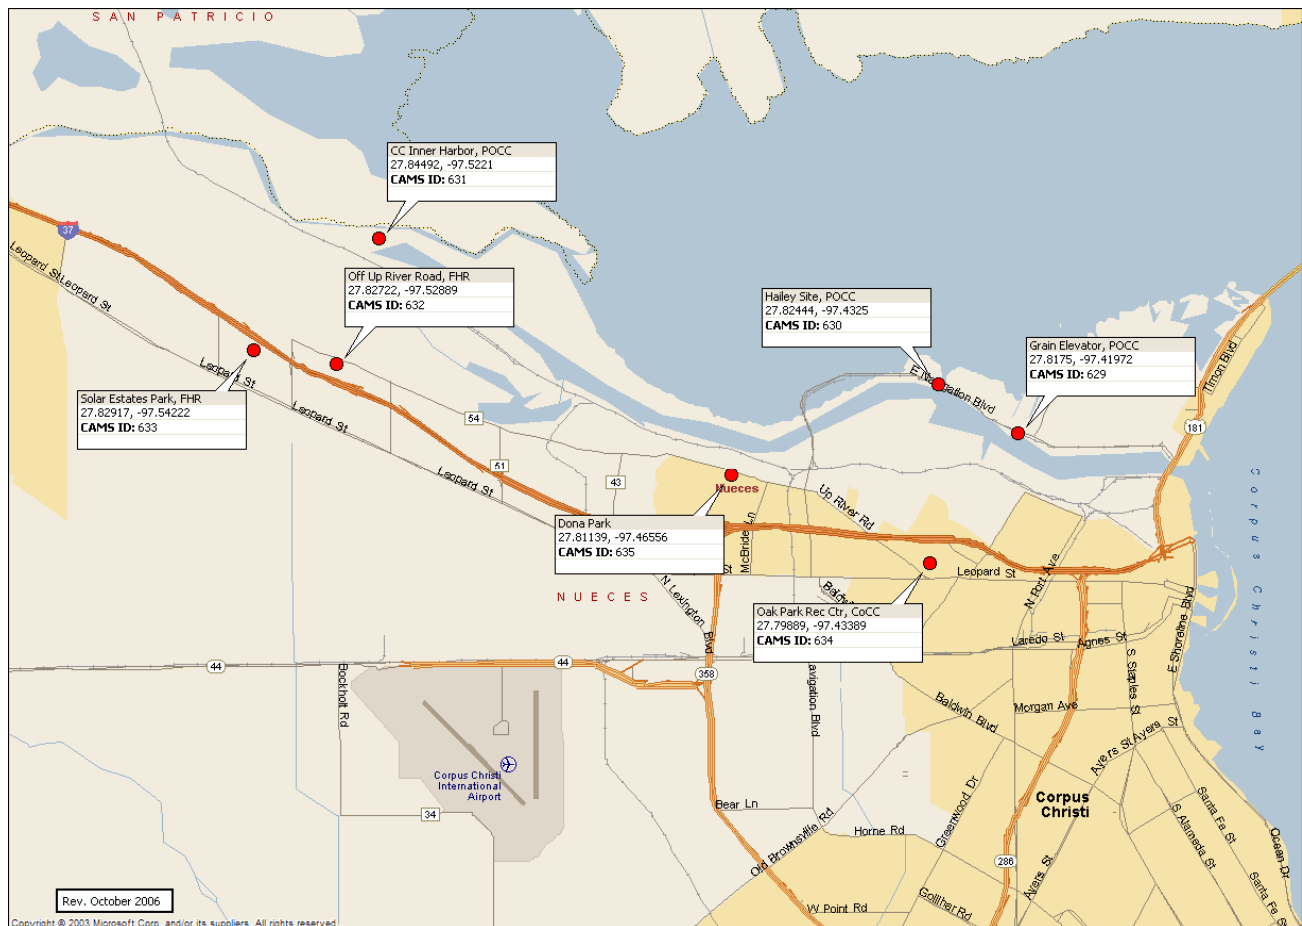 SAN PATRICIO
CC Inner Harbor, POCC
27.84492, -97.5221
CAMS ID: 631
37
Leopard St
Leopard St
Off Up River Road, FHR
27.82722, -97.52889
CAMS ID: 632
Hailey Site, POCC
27.82444, -97.4325
CAMS ID: 630
Grain Elevator, POCC
27.8175, -97.41972
CAMS ID: 629
Timon Blvd
E Navigation Blvd
Leopard St
Solar Estates Park, FHR
27.82917, -97.54222
CAMS ID: 633
Leopard St
54
181
51
Leopard St
43
Nueces
Up River Rd
Corpus Christi Bay
Dona Park
27.81139, -97.46556
CAMS ID: 635
McBride Ln
St
Leopard St
N Port Ave
N Lexington Blvd
NUECES
Oak Park Rec Ctr, CoCC
27.79889, -97.43389
CAMS ID: 634
Laredo St
Agnes St
E Shoreline Blvd
44
44
358
Bockholt Rd
Navigation Blvd
S Staples St
Baldwin Blvd
Morgan Ave
Ayers St
Ayers St
Corpus Christi
International
Airport
34
Bear Ln
Old Brownsville Rd
Horne Rd
Greenwood Dr
Corpus
Christi
Santa Fe St
S Alameda St
Ocean Dr
286
Ayers St
Gollihar Rd
Santa Fe St
W Point Rd
Rev. October 2006
Copyright © 2003 Microsoft Corp. and/or its suppliers. All rights reserved.